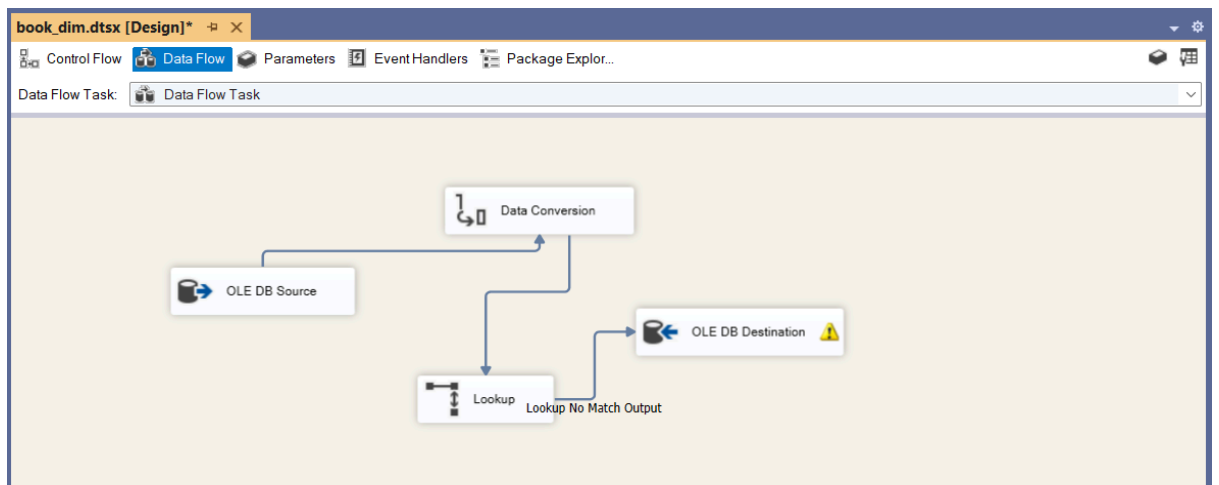 book_dim.dtsx [Design]*
Control Flow Data Flow Parameters Event Handlers Package Explor...
Data Flow Task: Data Flow Task
Data Conversion
OLE DB Source
OLE DB Destination
Lookup
Lookup No Match Output